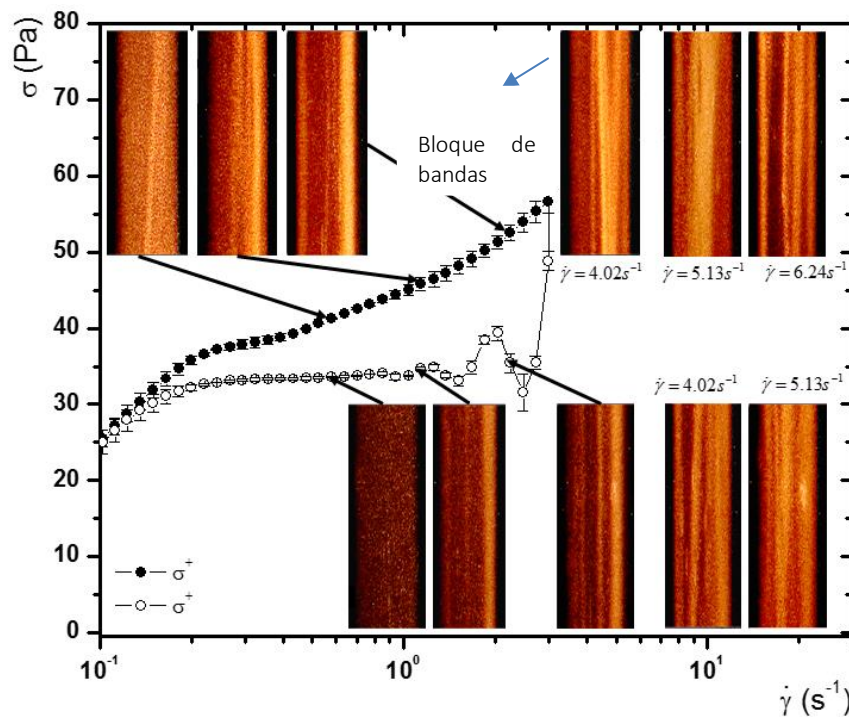 80
70
60
50
40
30
20
10
0
σ (Pa)
Bloque de
bandas
γ̇ = 4.02s⁻¹
γ̇ = 5.13s⁻¹
γ̇ = 6.24s⁻¹
γ̇ = 4.02s⁻¹
γ̇ = 5.13s⁻¹
σ⁺
σ⁺
10⁻¹
10⁰
10¹
γ̇ (s⁻¹)